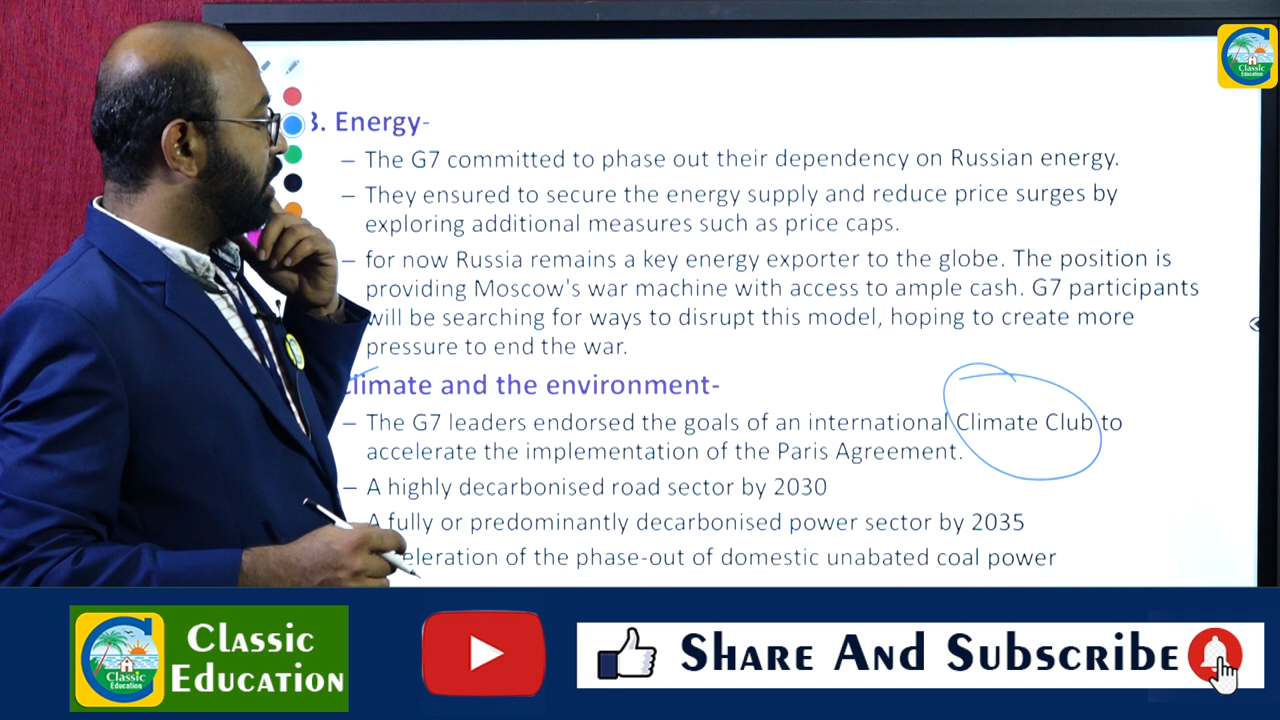 Classic
Education
3. Energy-
– The G7 committed to phase out their dependency on Russian energy.
– They ensured to secure the energy supply and reduce price surges by
exploring additional measures such as price caps.
– for now Russia remains a key energy exporter to the globe. The position is
providing Moscow's war machine with access to ample cash. G7 participants
will be searching for ways to disrupt this model, hoping to create more
pressure to end the war.
climate and the environment-
– The G7 leaders endorsed the goals of an international Climate Club to
accelerate the implementation of the Paris Agreement.
– A highly decarbonised road sector by 2030
A fully or predominantly decarbonised power sector by 2035
eleration of the phase-out of domestic unabated coal power
Classic
Education
Classic
Education
Share And Subscribe